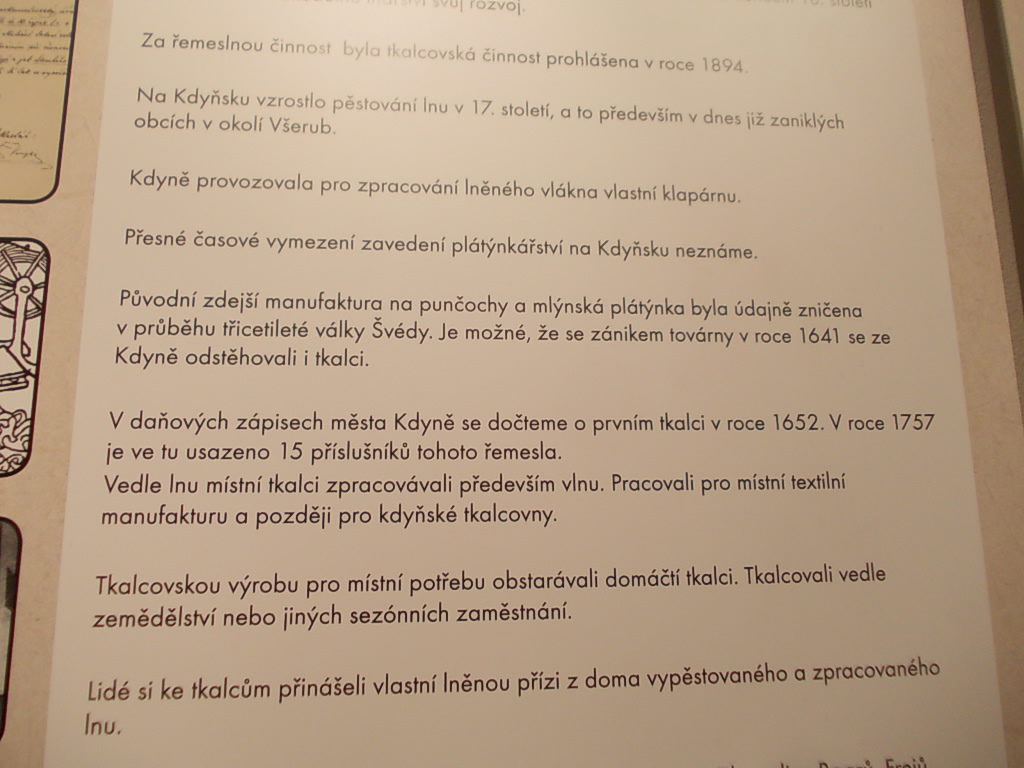 svůj rozvoj.
století
Za řemeslnou činnost byla tkalcovská činnost prohlášena v roce 1894.
Na Kdyňsku vzrostlo pěstování lnu v 17. století, a to především v dnes již zaniklých
obcích v okolí Všerub.
Kdyně provozovala pro zpracování lněného vlákna vlastní klapárnu.
Přesné časové vymezení zavedení plátýnkářství na Kdyňsku neznáme.
Původní zdejší manufaktura na punčochy a mlýnská plátýnka byla údajně zničena
v průběhu třicetileté války Švédy. Je možné, že se zánikem továrny v roce 1641 se ze
Kdyně odstěhovali i tkalci.
V daňových zápisech města Kdyně se dočteme o prvním tkalci v roce 1652. V roce 1757
je ve tu usazeno 15 příslušníků tohoto řemesla.
Vedle lnu místní tkalci zpracovávali především vlnu. Pracovali pro místní textilní
manufakturu a později pro kdyňské tkalcovny.
Tkalcovskou výrobu pro místní potřebu obstarávali domáčtí tkalci. Tkalcovali vedle
zemědělství nebo jiných sezónních zaměstnání.
Lidé sí ke tkalcům přinášeli vlastní lněnou přízi z doma vypěstovaného a zpracovaného
lnu.